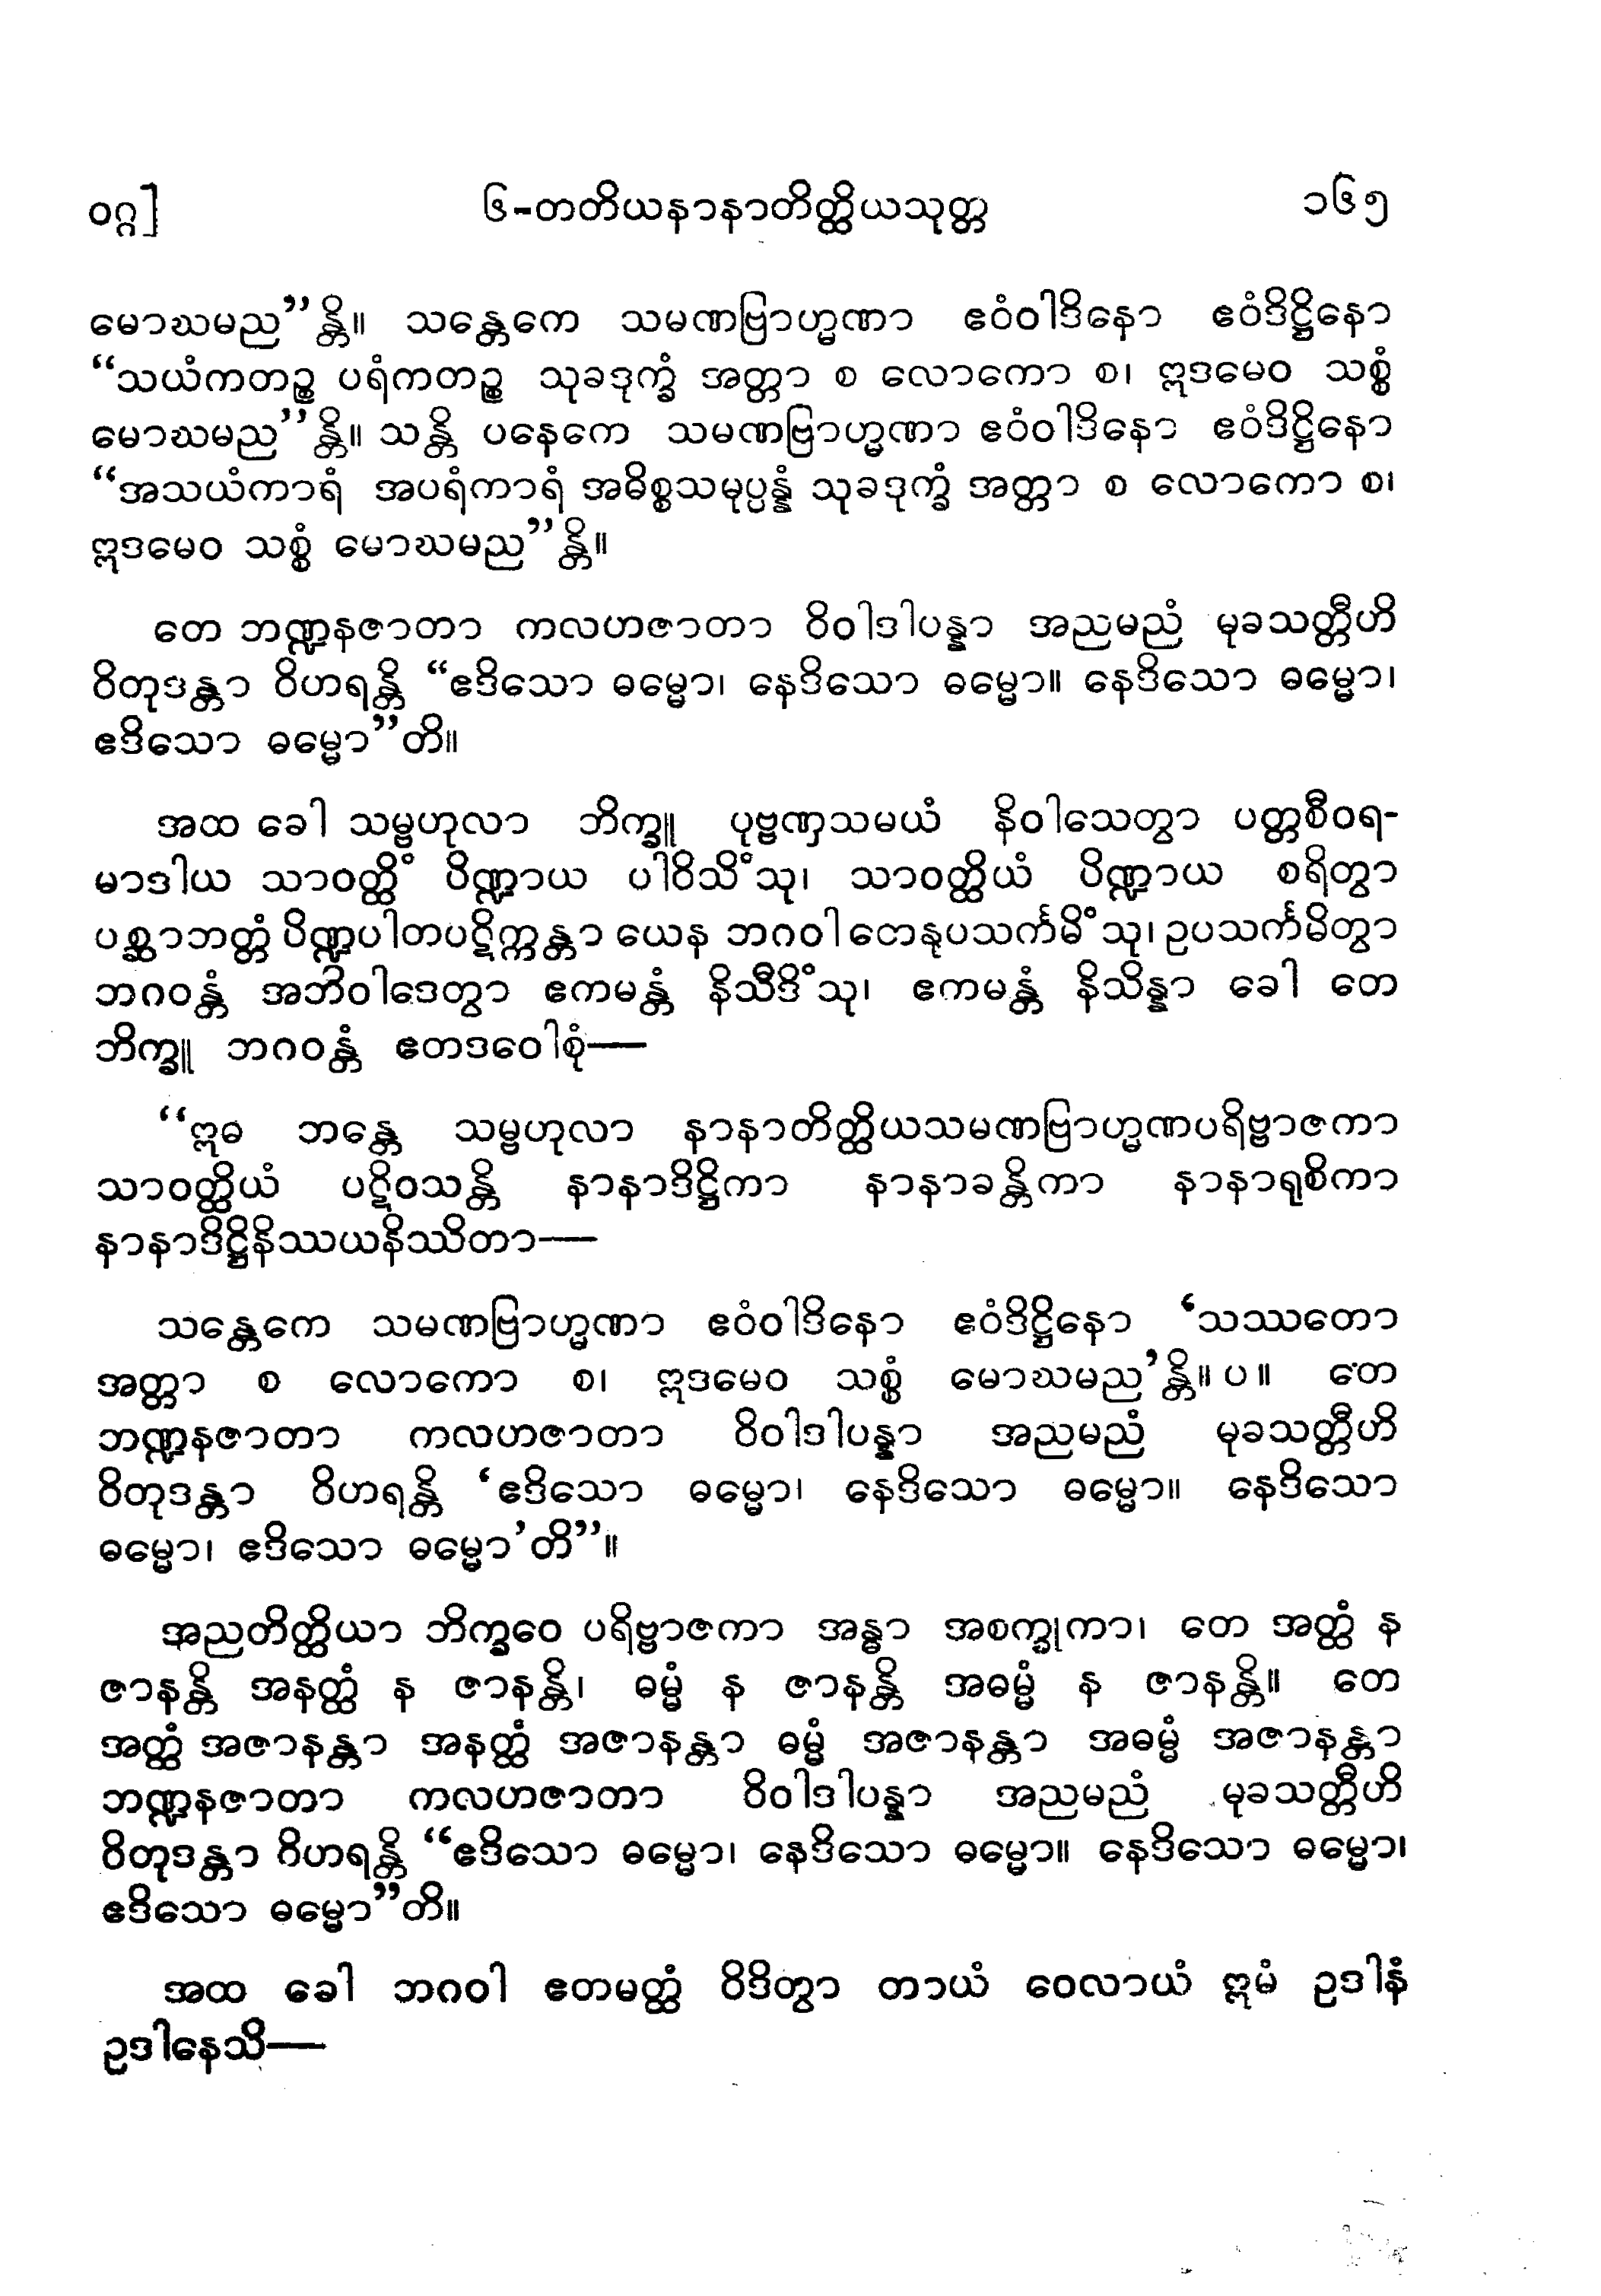 ဝဂ္ဂ] ၆-တတိယနာနာတိတ္ထိယသုတ္တ ၁၆၅
မောဃမည”န္တိ။ သန္တေကေ သမဏဗြာဟ္မဏာ ဧဝံဝါဒိနော ဧဝံဒိဋ္ဌိနော
“သယံကတဉ္စ ပရံကတဉ္စ သုခဒုက္ခံ အတ္တာ စ လောကော စ၊ ဣဒမေဝ သစ္စံ
မောဃမည”န္တိ။ သန္တိ ပနေကေ သမဏဗြာဟ္မဏာ ဧဝံဝါဒိနော ဧဝံဒိဋ္ဌိနော
“အသယံကာရံ အပရံကာရံ အဓိစ္စသမုပ္ပန္နံ သုခဒုက္ခံ အတ္တာ စ လောကော စ၊
ဣဒမေဝ သစ္စံ မောဃမည”န္တိ။
တေ ဘဏ္ဍနဇာတာ ကလဟဇာတာ ဝိဝါဒါပန္နာ အညမညံ မုခသတ္တီဟိ
ဝိတုဒန္တာ ဝိဟရန္တိ “ဧဒိသော ဓမ္မော၊ နေဒိသော ဓမ္မော။ နေဒိသော ဓမ္မော၊
ဧဒိသော ဓမ္မော”တိ။
အထ ခေါ သမ္ဗဟုလာ ဘိက္ခူ ပုဗ္ဗဏှသမယံ နိဝါသေတွာ ပတ္တစီဝရ-
မာဒါယ သာဝတ္ထိံ ပိဏ္ဍာယ ပါဝိသိံသု၊ သာဝတ္ထိယံ ပိဏ္ဍာယ စရိတွာ
ပစ္ဆာဘတ္တံ ပိဏ္ဍပါတပဋိက္ကန္တာ ယေန ဘဂဝါ တေနုပသင်္ကမိံသု၊ ဥပသင်္ကမိတွာ
ဘဂဝန္တံ အဘိဝါဒေတွာ ဧကမန္တံ နိသီဒိံသု၊ ဧကမန္တံ နိသိန္နာ ခေါ တေ
ဘိက္ခူ ဘဂဝန္တံ ဧတဒဝေါစုံ—
“ဣဓ ဘန္တေ သမ္ဗဟုလာ နာနာတိတ္ထိယသမဏဗြာဟ္မဏပရိဗ္ဗာဇကာ
သာဝတ္ထိယံ ပဋိဝသန္တိ နာနာဒိဋ္ဌိကာ နာနာခန္တိကာ နာနာရုစိကာ
နာနာဒိဋ္ဌိနိဿယနိဿိတာ—
သန္တေကေ သမဏဗြာဟ္မဏာ ဧဝံဝါဒိနော ဧဝံဒိဋ္ဌိနော ‘သဿတော
အတ္တာ စ လောကော စ၊ ဣဒမေဝ သစ္စံ မောဃမည’န္တိ။ ပ။ တေ
ဘဏ္ဍနဇာတာ ကလဟဇာတာ ဝိဝါဒါပန္နာ အညမညံ မုခသတ္တီဟိ
ဝိတုဒန္တာ ဝိဟရန္တိ ‘ဧဒိသော ဓမ္မော၊ နေဒိသော ဓမ္မော။ နေဒိသော
ဓမ္မော၊ ဧဒိသော ဓမ္မော’တိ”။
အညတိတ္ထိယာ ဘိက္ခဝေ ပရိဗ္ဗာဇကာ အန္ဓာ အစက္ခုကာ၊ တေ အတ္ထံ န
ဇာနန္တိ အနတ္ထံ န ဇာနန္တိ၊ ဓမ္မံ န ဇာနန္တိ အဓမ္မံ န ဇာနန္တိ။ တေ
အတ္ထံ အဇာနန္တာ အနတ္ထံ အဇာနန္တာ ဓမ္မံ အဇာနန္တာ အဓမ္မံ အဇာနန္တာ
ဘဏ္ဍနဇာတာ ကလဟဇာတာ ဝိဝါဒါပန္နာ အညမညံ မုခသတ္တီဟိ
ဝိတုဒန္တာ ဝိဟရန္တိ “ဧဒိသော ဓမ္မော၊ နေဒိသော ဓမ္မော။ နေဒိသော ဓမ္မော၊
ဧဒိသော ဓမ္မော”တိ။
အထ ခေါ ဘဂဝါ ဧတမတ္ထံ ဝိဒိတွာ တာယံ ဝေလာယံ ဣမံ ဥဒါနံ
ဥဒါနေသိ—